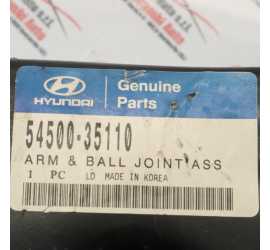 HYUNDAI
Genuine
Parts
54500-35110
ARM & BALL JOINT ASS
1 PC LD MADE IN KOREA